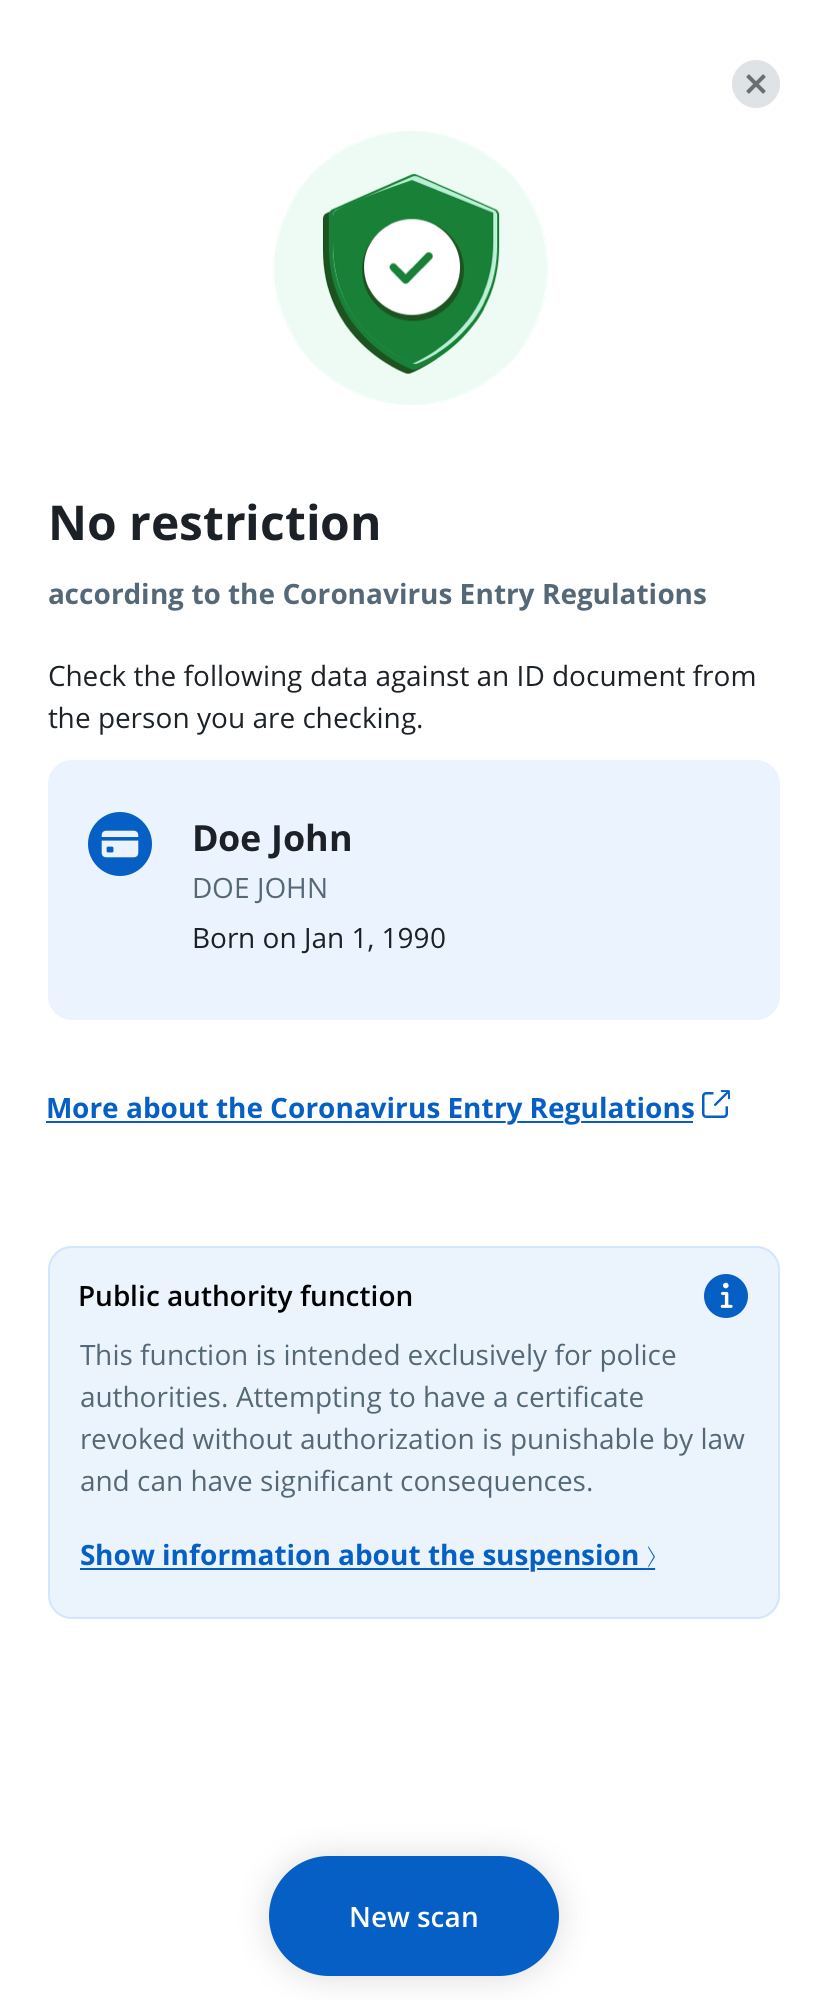 No restriction
according to the Coronavirus Entry Regulations
Check the following data against an ID document from
the person you are checking.
Doe John
DOE JOHN
Born on Jan 1, 1990
More about the Coronavirus Entry Regulations
Public authority function
This function is intended exclusively for police
authorities. Attempting to have a certificate
revoked without authorization is punishable by law
and can have significant consequences.
Show information about the suspension 〉
New scan